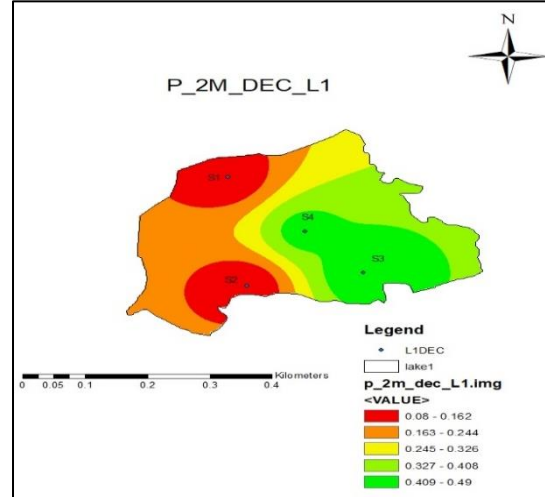 N
P_2M_DEC_L1
S1
S4
S3
S2
Legend
L1DEC
lake1
p_2m_dec_L1.img
<VALUE>
0.08 - 0.162
0.163 - 0.244
0.245 - 0.326
0.327 - 0.408
0.409 - 0.49
Kilometers
0 0.05 0.1 0.2 0.3 0.4